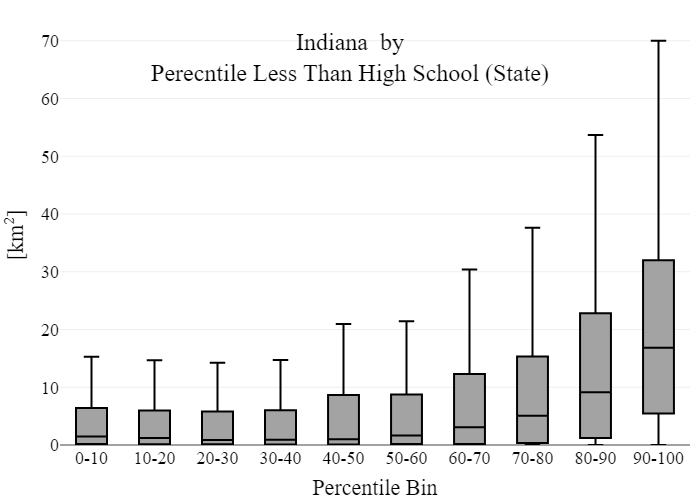 Indiana by
Perecntile Less Than High School (State)
[km²]
70
60
50
40
30
20
10
0
0-10 10-20 20-30 30-40 40-50 50-60 60-70 70-80 80-90 90-100
Percentile Bin